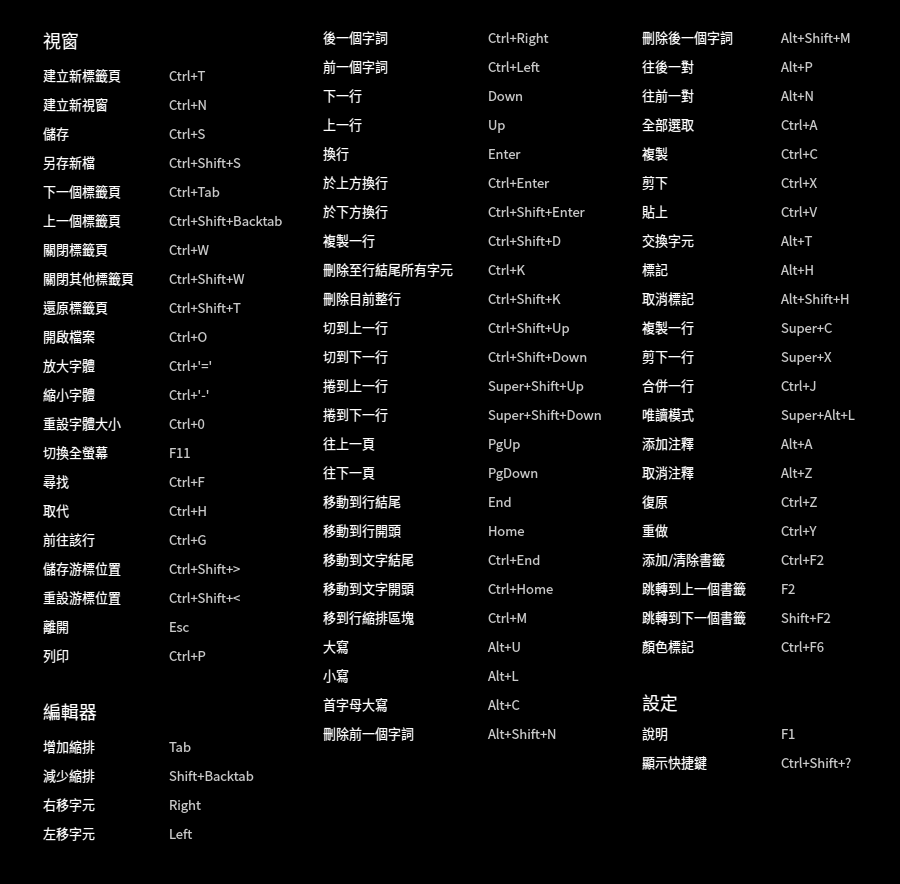 視窗
建立新標籤頁 Ctrl+T
建立新視窗 Ctrl+N
儲存 Ctrl+S
另存新檔 Ctrl+Shift+S
下一個標籤頁 Ctrl+Tab
上一個標籤頁 Ctrl+Shift+Backtab
關閉標籤頁 Ctrl+W
關閉其他標籤頁 Ctrl+Shift+W
還原標籤頁 Ctrl+Shift+T
開啟檔案 Ctrl+O
放大字體 Ctrl+'='
縮小字體 Ctrl+'-'
重設字體大小 Ctrl+0
切換全螢幕 F11
尋找 Ctrl+F
取代 Ctrl+H
前往該行 Ctrl+G
儲存游標位置 Ctrl+Shift+>
重設游標位置 Ctrl+Shift+<
離開 Esc
列印 Ctrl+P
編輯器
增加縮排 Tab
減少縮排 Shift+Backtab
右移字元 Right
左移字元 Left
後一個字詞 Ctrl+Right
前一個字詞 Ctrl+Left
下一行 Down
上一行 Up
換行 Enter
於上方換行 Ctrl+Enter
於下方換行 Ctrl+Shift+Enter
複製一行 Ctrl+Shift+D
刪除至行結尾所有字元 Ctrl+K
刪除目前整行 Ctrl+Shift+K
切到上一行 Ctrl+Shift+Up
切到下一行 Ctrl+Shift+Down
捲到上一行 Super+Shift+Up
捲到下一行 Super+Shift+Down
往上一頁 PgUp
往下一頁 PgDown
移動到行結尾 End
移動到行開頭 Home
移動到文字結尾 Ctrl+End
移動到文字開頭 Ctrl+Home
移到行縮排區塊 Ctrl+M
大寫 Alt+U
小寫 Alt+L
首字母大寫 Alt+C
刪除前一個字詞 Alt+Shift+N
刪除後一個字詞 Alt+Shift+M
往後一對 Alt+P
往前一對 Alt+N
全部選取 Ctrl+A
複製 Ctrl+C
剪下 Ctrl+X
貼上 Ctrl+V
交換字元 Alt+T
標記 Alt+H
取消標記 Alt+Shift+H
複製一行 Super+C
剪下一行 Super+X
合併一行 Ctrl+J
唯讀模式 Super+Alt+L
添加注釋 Alt+A
取消注釋 Alt+Z
復原 Ctrl+Z
重做 Ctrl+Y
添加/清除書籤 Ctrl+F2
跳轉到上一個書籤 F2
跳轉到下一個書籤 Shift+F2
顏色標記 Ctrl+F6
設定
說明 F1
顯示快捷鍵 Ctrl+Shift+?